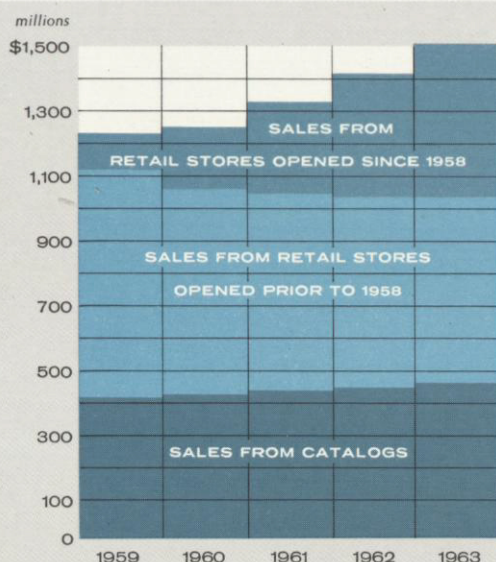 millions
$1,500
1,300
1,100
900
700
500
300
100
0
SALES FROM
RETAIL STORES OPENED SINCE 1958
SALES FROM RETAIL STORES
OPENED PRIOR TO 1958
SALES FROM CATALOGS
1959 1960 1961 1962 1963